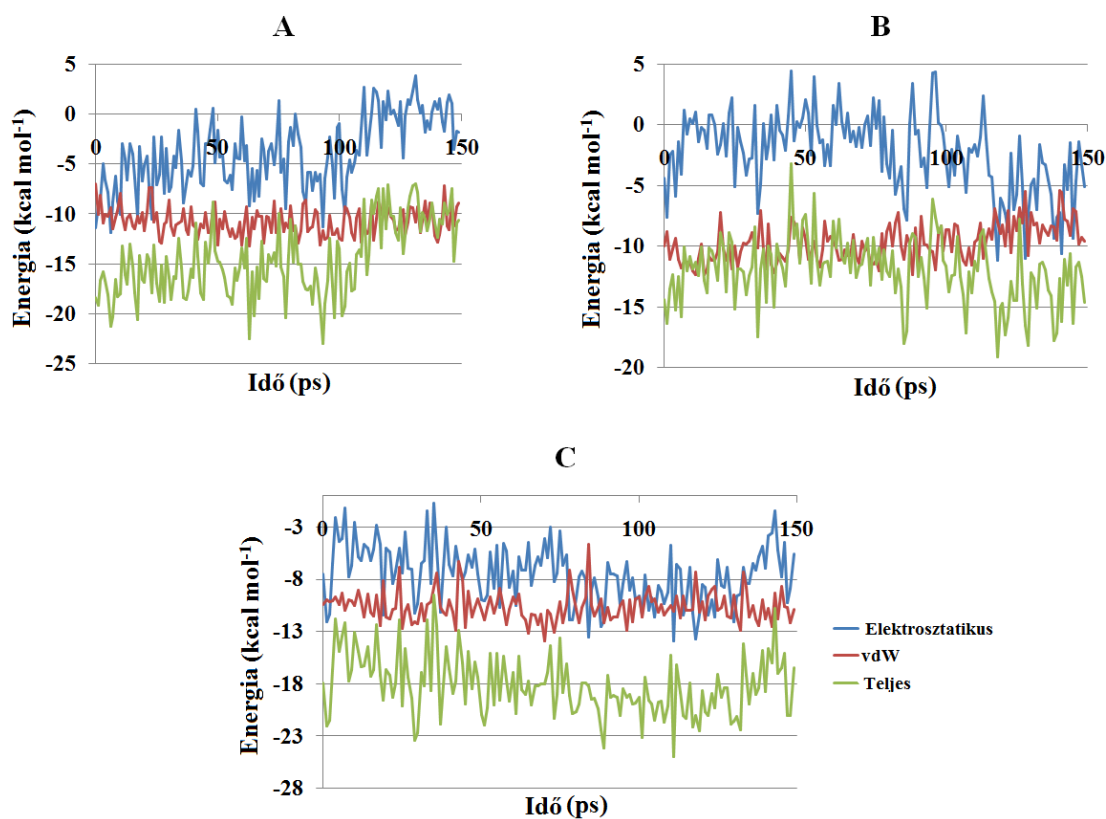 A
5
0
-5
-10
-15
-20
-25
0
50
100
150
Energia (kcal mol-1)
Idő (ps)
B
5
0
-5
-10
-15
-20
0
50
100
150
Energia (kcal mol-1)
Idő (ps)
C
-3
-8
-13
-18
-23
-28
0
50
100
150
Energia (kcal mol-1)
Idő (ps)
Elektrosztatikus
vdW
Teljes